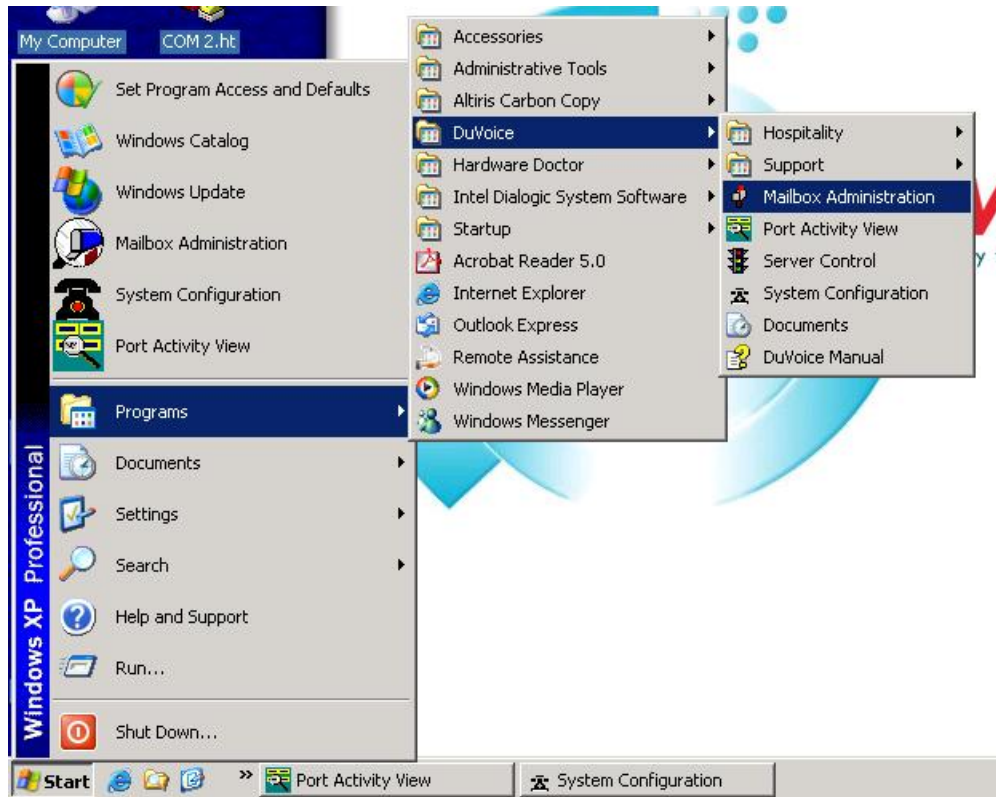 My Computer
COM 2.ht
Set Program Access and Defaults
Windows Catalog
Windows Update
Mailbox Administration
System Configuration
Port Activity View
Programs
Documents
Settings
Search
Help and Support
Run...
Shut Down...
Windows XP Professional
Accessories
Administrative Tools
Altiris Carbon Copy
DuVoice
Hardware Doctor
Intel Dialogic System Software
Startup
Acrobat Reader 5.0
Internet Explorer
Outlook Express
Remote Assistance
Windows Media Player
Windows Messenger
Hospitality
Support
Mailbox Administration
Port Activity View
Server Control
System Configuration
Documents
DuVoice Manual
y
Start
»
Port Activity View
System Configuration